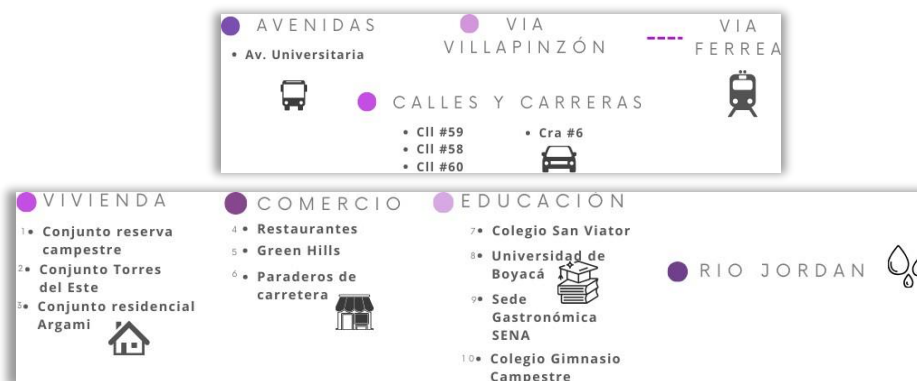 AVENIDAS
• Av. Universitaria
VIA
VILLAPINZÓN
VIA
FERREA
CALLES Y CARRERAS
• Cll #59
• Cll #58
• Cll #60
• Cra #6
VIVIENDA
1• Conjunto reserva
campestre
2• Conjunto Torres
del Este
3• Conjunto residencial
Argami
COMERCIO
4• Restaurantes
5• Green Hills
6• Paraderos de
carretera
EDUCACIÓN
7• Colegio San Viator
8• Universidad de
Boyacá
9• Sede
Gastronómica
SENA
10• Colegio Gimnasio
Campestre
RIO JORDAN